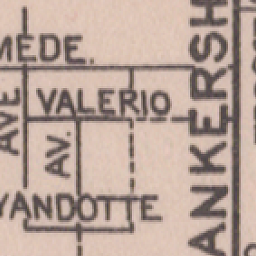 MEDE.
VALERIO
AVE
AV.
YANDOTTE
ANKERSH